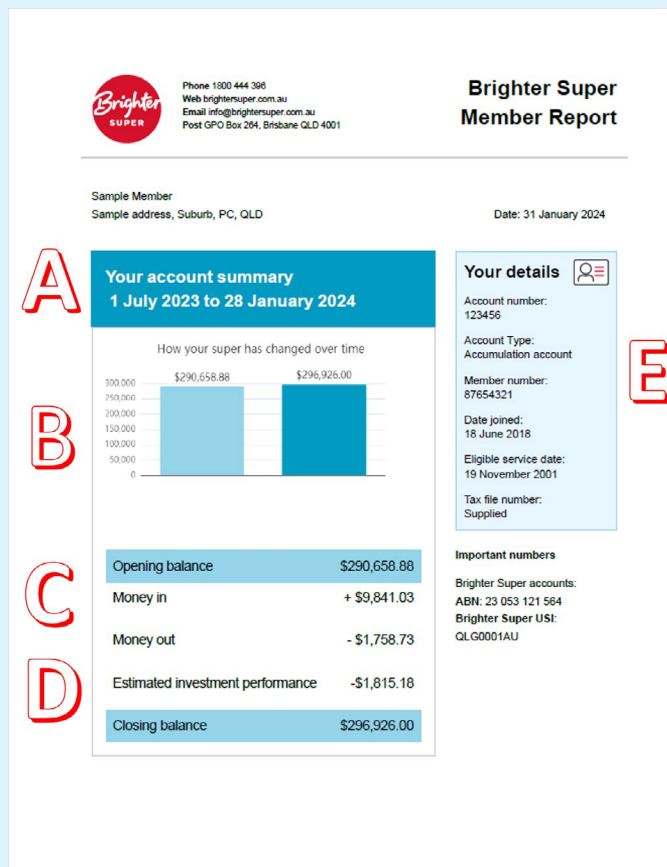 Brighter
SUPER
Phone 1800 444 396
Web brightersuper.com.au
Email info@brightersuper.com.au
Post GPO Box 264, Brisbane QLD 4001
Brighter Super
Member Report
Sample Member
Sample address, Suburb, PC, QLD
Date: 31 January 2024
A
Your account summary
1 July 2023 to 28 January 2024
B
How your super has changed over time
$290,658.88
$296,926.00
300,000
250,000
200,000
150,000
100,000
50,000
0
C
Opening balance $290,658.88
Money in + $9,841.03
Money out - $1,758.73
D
Estimated investment performance -$1,815.18
Closing balance $296,926.00
E
Your details
Account number:
123456
Account Type:
Accumulation account
Member number:
87654321
Date joined:
18 June 2018
Eligible service date:
19 November 2001
Tax file number:
Supplied
Important numbers
Brighter Super accounts:
ABN: 23 053 121 564
Brighter Super USI:
QLG0001AU